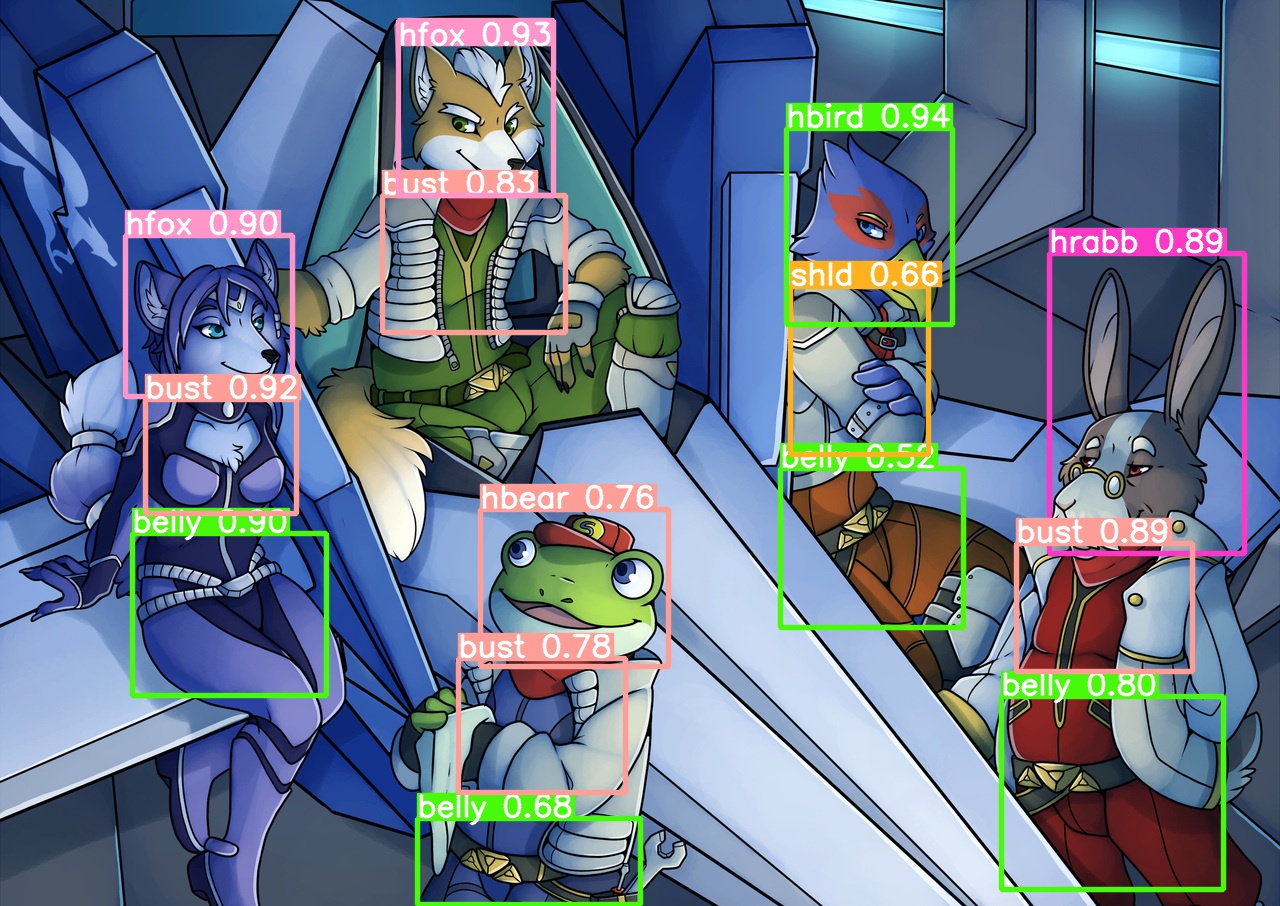 hfox 0.93
hbird 0.94
bust 0.83
hfox 0.90
hrabb 0.89
shld 0.66
bust 0.92
belly 0.52
hbear 0.76
S
belly 0.90
bust 0.89
bust 0.78
belly 0.80
belly 0.68